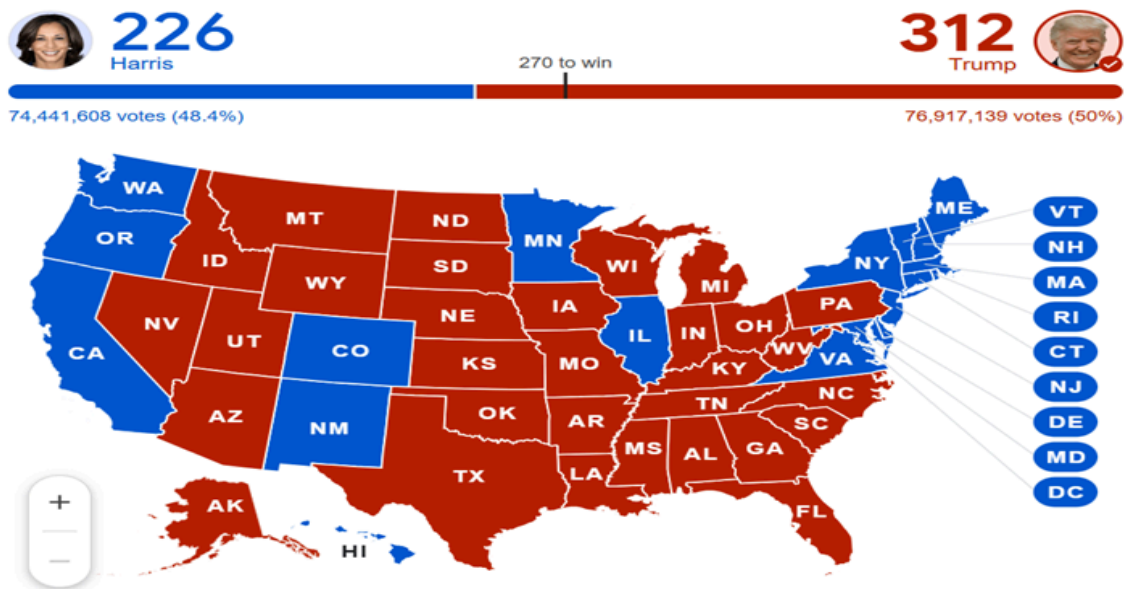 226
Harris
312
Trump
270 to win
74,441,608 votes (48.4%)
76,917,139 votes (50%)
WA
MT
ND
MN
ME
VT
OR
ID
SD
WI
NY
NH
WY
MI
MA
NV
NE
IA
PA
RI
CA
UT
CO
KS
MO
IL
IN
OH
WV
VA
CT
KY
NJ
AZ
NM
OK
AR
TN
NC
DE
SC
TX
LA
MS
AL
GA
MD
DC
AK
HI
FL
+
−